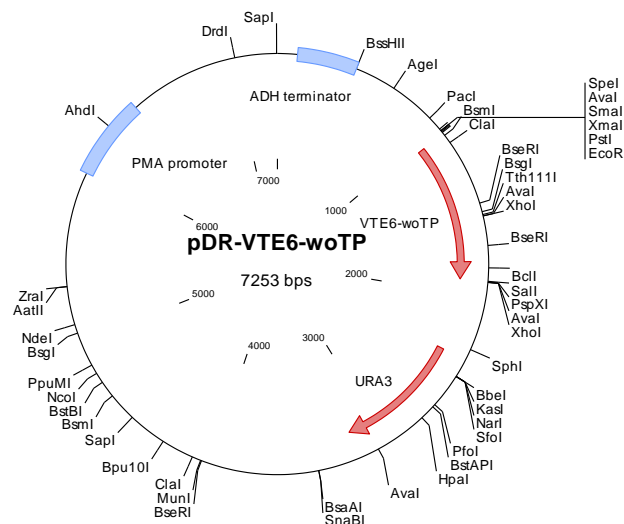 SapI
DrdI
BssHII
AgeI
AhdI
ADH terminator
PacI
BsmI
ClaI
SpeI
AvaI
SmaI
XmaI
PstI
EcoR
PMA promoter
BseRI
BsgI
Tth111I
AvaI
XhoI
7000
1000
6000
VTE6-woTP
pDR-VTE6-woTP
BseRI
7253 bps
2000
BclI
SalI
PspXI
AvaI
XhoI
ZraI
AatII
5000
NdeI
BsgI
3000
4000
SphI
PpuMI
NcoI
BstBI
BsmI
SapI
URA3
BbeI
KasI
NarI
SfoI
Bpu10I
PfoI
BstAPI
HpaI
ClaI
MunI
BseRI
AvaI
BsaAI
SnaBI